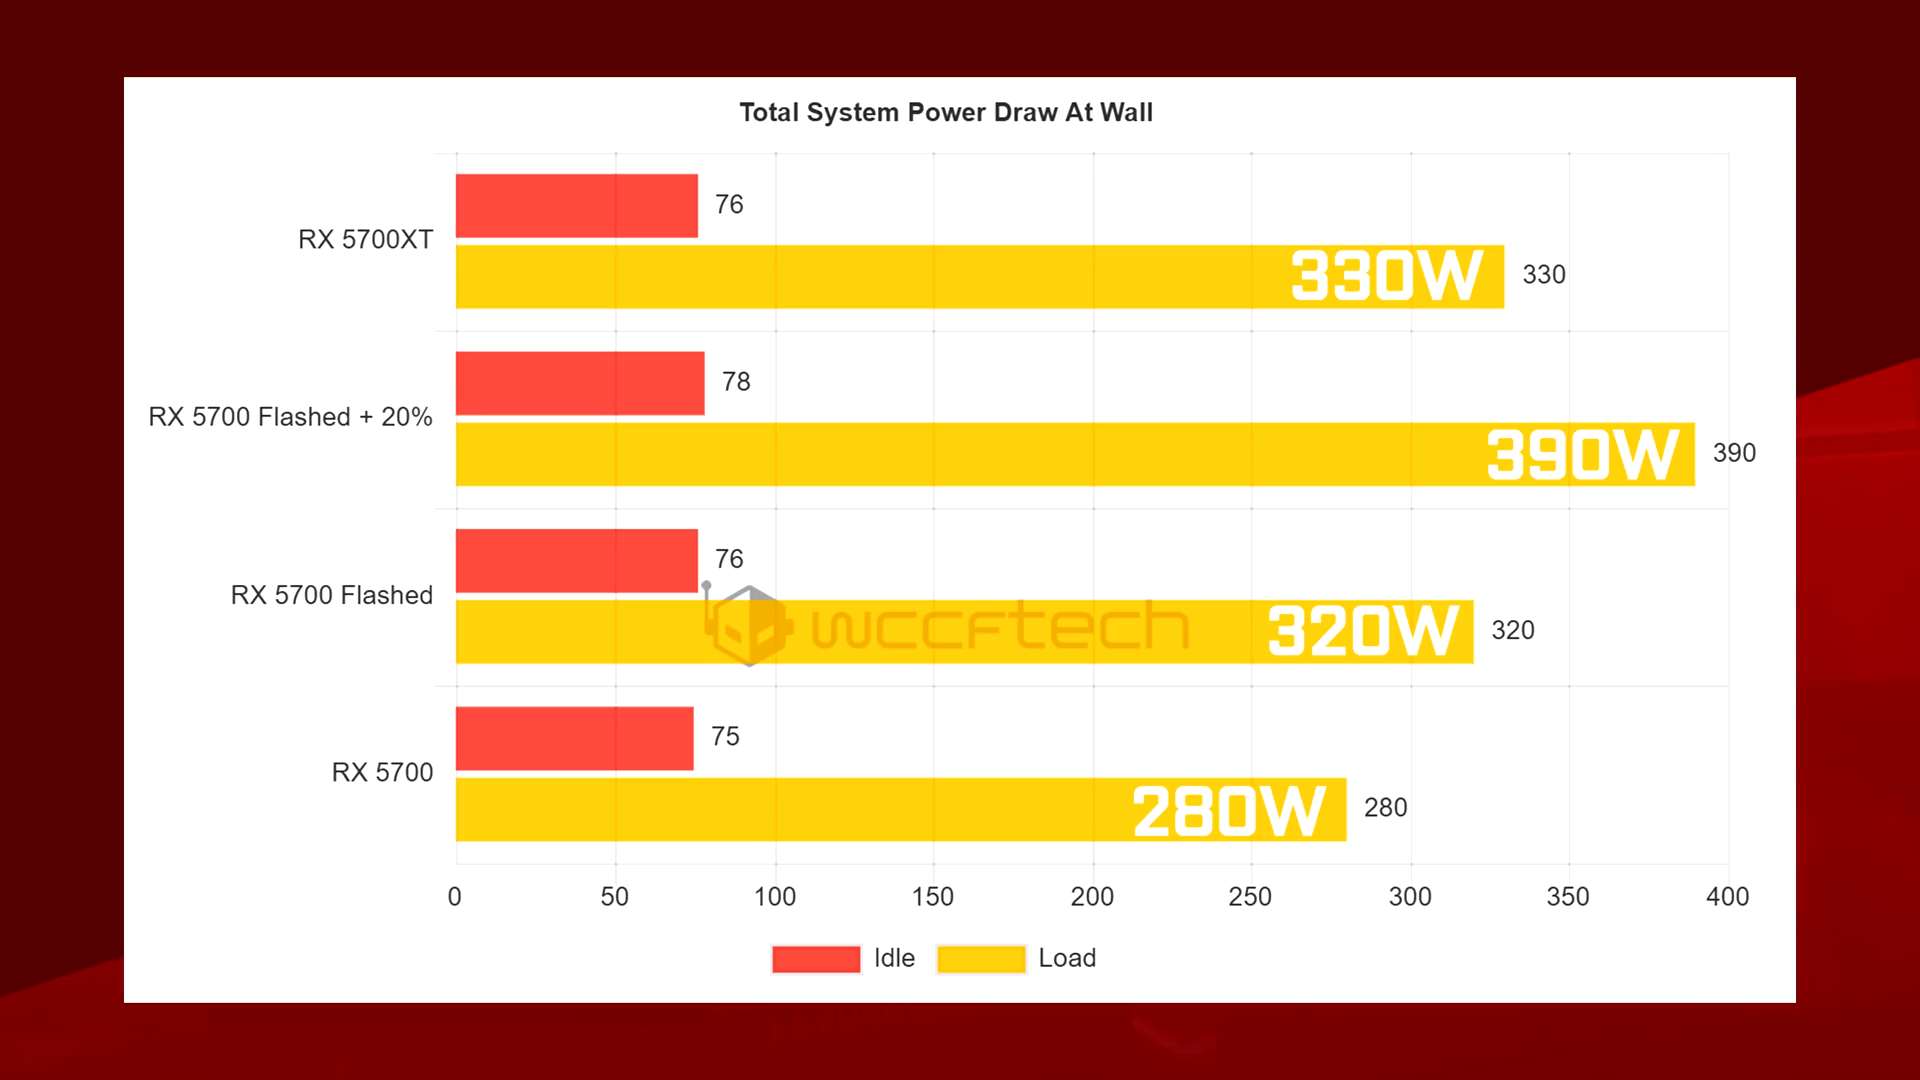 Total System Power Draw At Wall
76
RX 5700XT
330W 330
78
RX 5700 Flashed + 20%
390W 390
76
RX 5700 Flashed
wccftech 320W 320
75
RX 5700
280W 280
0 50 100 150 200 250 300 350 400
Idle Load